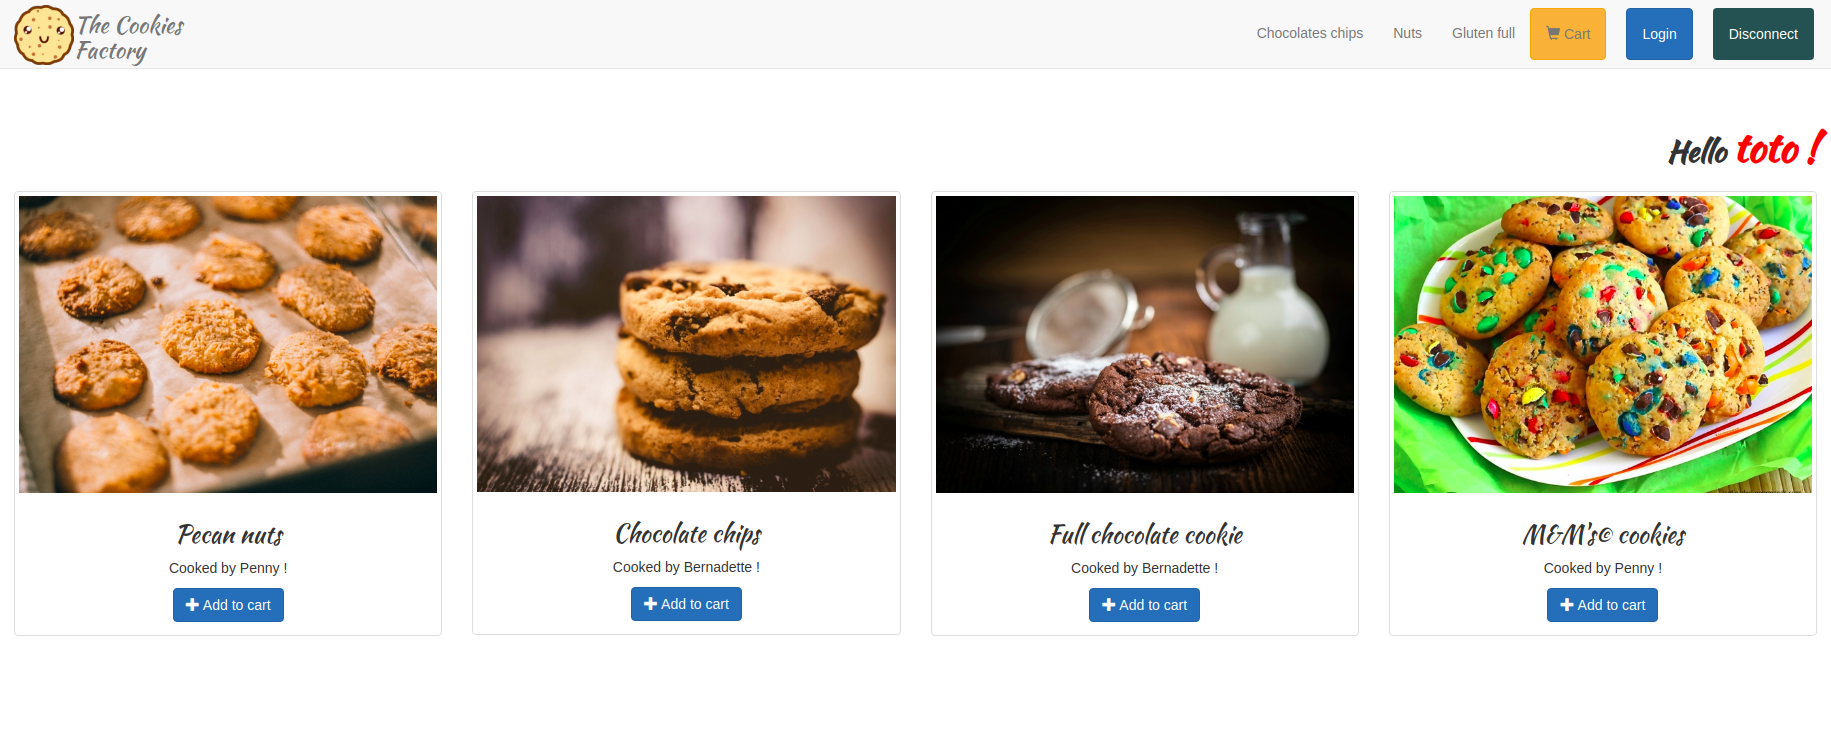 The Cookies
Factory
Chocolates chips
Nuts
Gluten full
Cart
Login
Disconnect
Hello toto !
Pecan nuts
Cooked by Penny !
Add to cart
Chocolate chips
Cooked by Bernadette !
Add to cart
Full chocolate cookie
Cooked by Bernadette !
Add to cart
M&M's© cookies
Cooked by Penny !
Add to cart